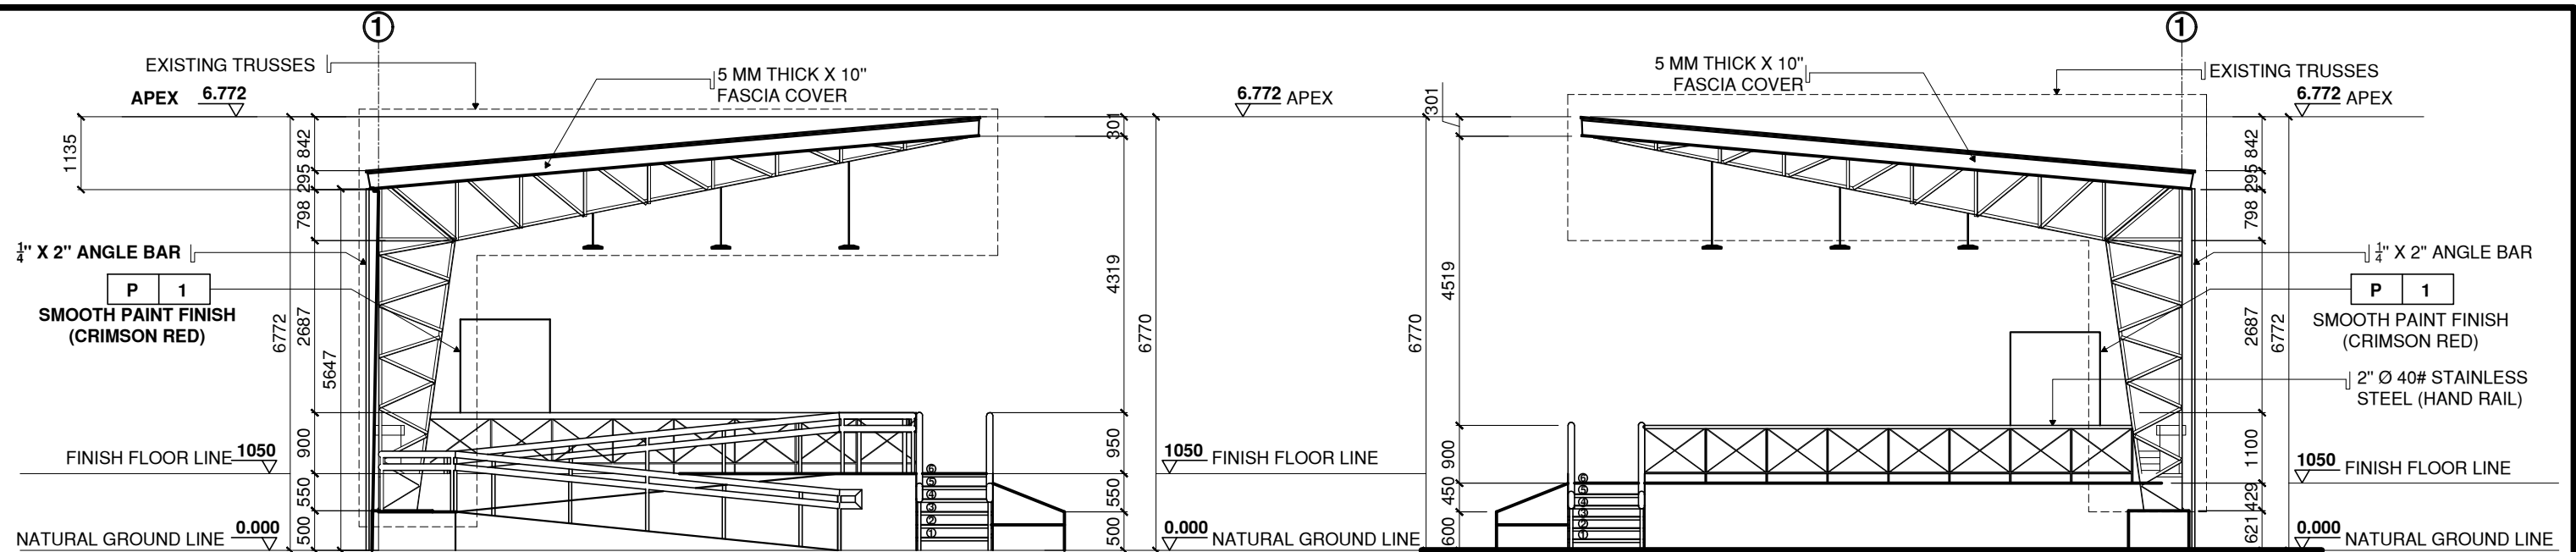 1
EXISTING TRUSSES
5 MM THICK X 10"
FASCIA COVER
APEX 6.772
1135
842
295
798
1/4" X 2" ANGLE BAR
P 1
SMOOTH PAINT FINISH
(CRIMSON RED)
6772
2687
5647
900
FINISH FLOOR LINE 1050
550
NATURAL GROUND LINE 0.000
500
301
4319
950
550
500
6770
6.772 APEX
1050 FINISH FLOOR LINE
0.000 NATURAL GROUND LINE
1
5 MM THICK X 10"
FASCIA COVER
EXISTING TRUSSES
6.772 APEX
301
4519
6770
900
450
600
842
295
798
1/4" X 2" ANGLE BAR
P 1
SMOOTH PAINT FINISH
(CRIMSON RED)
2687
6772
2" Ø 40# STAINLESS
STEEL (HAND RAIL)
1100
1050 FINISH FLOOR LINE
429
621
0.000 NATURAL GROUND LINE